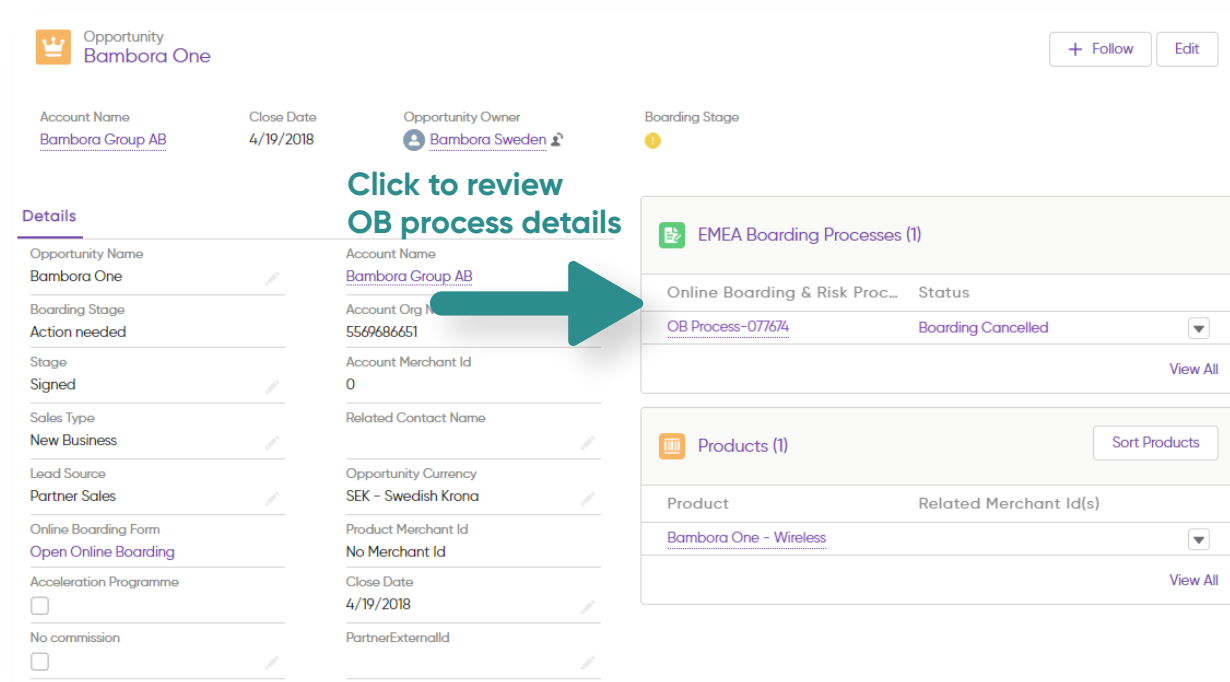 Opportunity
Bambora One
+ Follow
Edit
Account Name
Close Date
Opportunity Owner
Boarding Stage
Bambora Group AB
4/19/2018
Bambora Sweden
Click to review
OB process details
Details
Opportunity Name
Bambora One
Boarding Stage
Action needed
Stage
Signed
Sales Type
New Business
Lead Source
Partner Sales
Online Boarding Form
Open Online Boarding
Acceleration Programme
No commission
Account Name
Bambora Group AB
Account Org
5569686651
Account Merchant Id
0
Related Contact Name
Opportunity Currency
SEK - Swedish Krona
Product Merchant Id
No Merchant Id
Close Date
4/19/2018
PartnerExternalId
EMEA Boarding Processes (1)
Online Boarding & Risk Proc... Status
OB Process-077674 Boarding Cancelled
View All
Products (1)
Sort Products
Product Related Merchant Id(s)
Bambora One - Wireless
View All